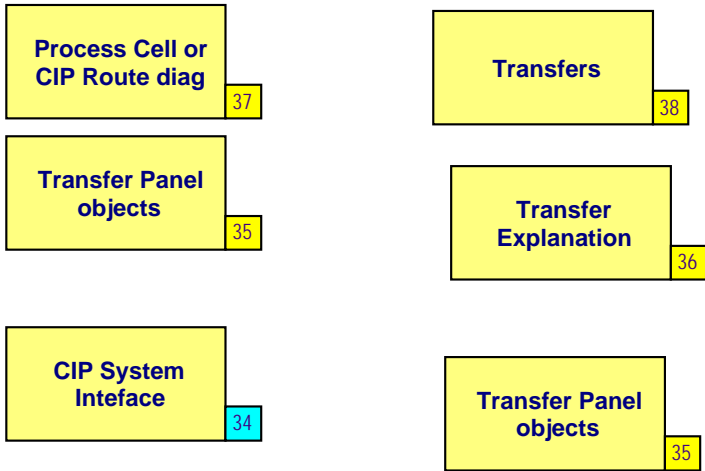 Process Cell or
CIP Route diag
37
Transfers
38
Transfer Panel
objects
35
Transfer
Explanation
36
CIP System
Inteface
34
Transfer Panel
objects
35